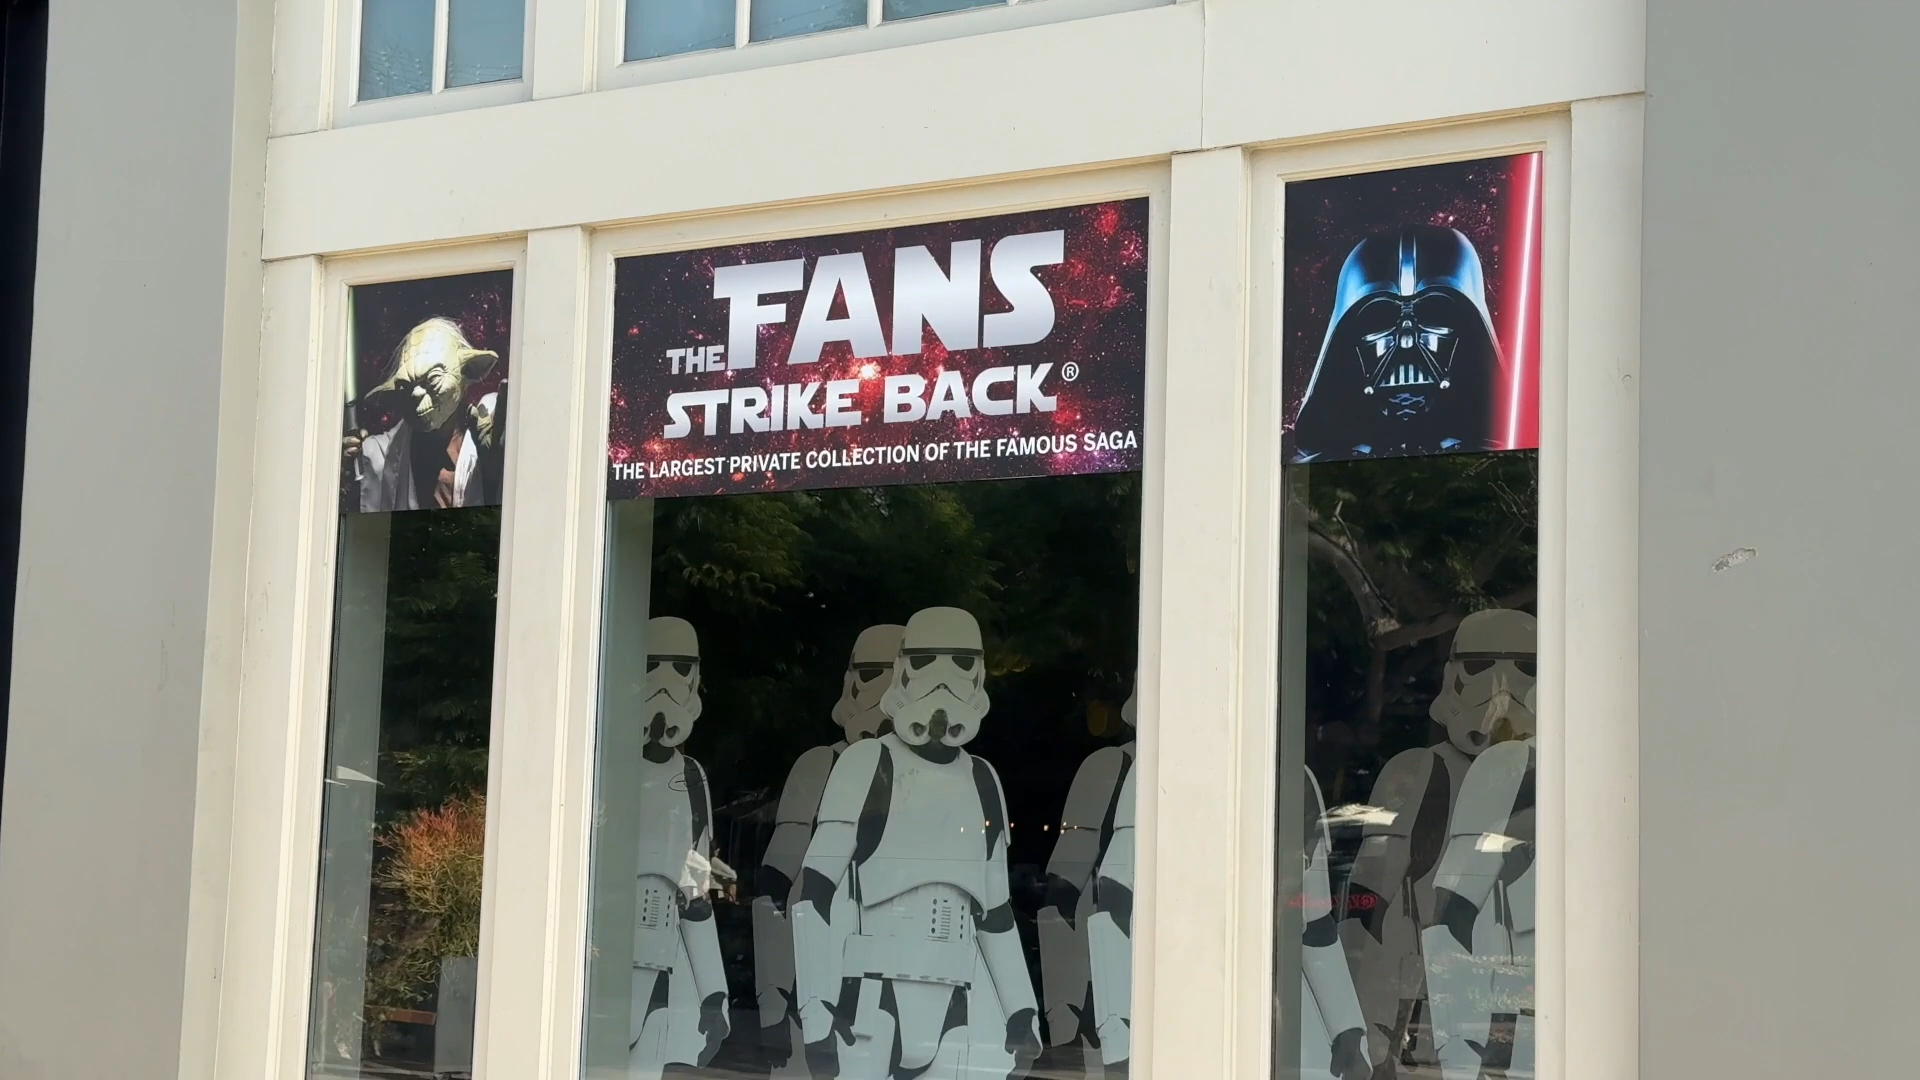 THE FANS
STRIKE BACK®
THE LARGEST PRIVATE COLLECTION OF THE FAMOUS SAGA